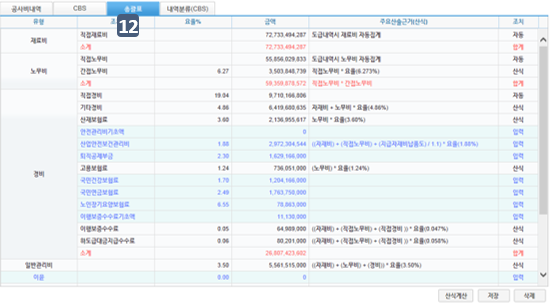 공사비내역 CBS 총괄표 내역분류(CBS)
12
유형 요율% 금액 주요산출근거(산식) 조치
재료비 직접재료비 72,733,494,287 도급내역서 재료비 자동집계 자동
소계 72,733,494,287 합계
노무비 직접노무비 55,856,029,833 도급내역서 노무비 자동집계 자동
간접노무비 6.27 3,503,848,739 직접노무비 * 요율(6.273%) 산식
소계 59,359,878,572 직접노무비 * 간접노무비 합계
경비 직접경비 19.04 9,710,166,806 자동
기타경비 4.86 6,419,680,635 자재비 + 노무비 * 요율(4.86%) 산식
산재보험료 3.60 2,136,955,617 노무비 * 요율(3.60%) 산식
안전관리비기초액 0 입력
산업안전보건관리비 1.88 2,972,304,544 ((자재비) + (직접노무비) + (지급자재비납품도) / 1.1) * 요율(1.88%) 입력
퇴직공제부금 2.30 1,629,166,000 입력
고용보험료 1.24 736,051,000 (노무비) * 요율(1.24%) 산식
국민건강보험료 1.70 1,204,166,000 입력
국민연금보험료 2.49 1,763,750,000 입력
노인장기요양보험료 6.55 78,863,000 입력
이행보증수수료기초액 11,130,000 입력
이행보증수수료 0.05 64,989,000 ((자재비) + (직접노무비) + (직접경비 )) * 요율(0.047%) 산식
하도급대금지급수수료 0.06 80,201,000 ((자재비) + (직접노무비) + (직접경비 )) * 요율(0.058%) 산식
소계 26,807,423,602 합계
일반관리비 3.50 5,561,515,000 ((자재비) + (노무비) + (경비)) * 요율(3.50%) 산식
이윤 0.00 0 입력
산식계산 저장 삭제